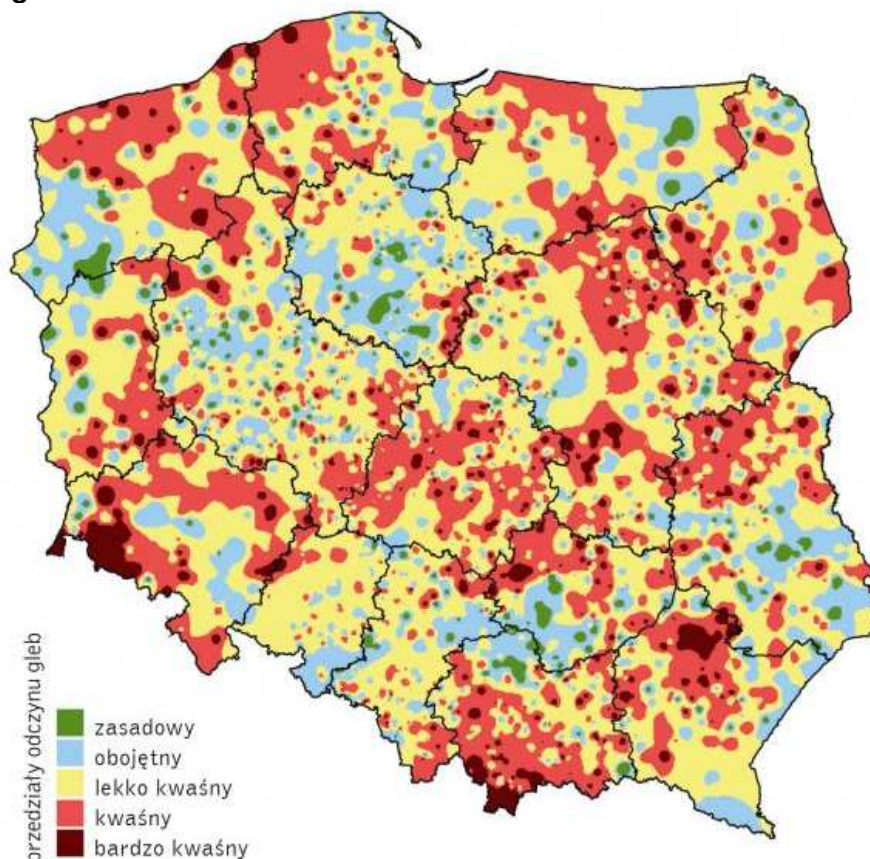 przedziały odczynu gleb
zasadowy
obojętny
lekko kwaśny
kwaśny
bardzo kwaśny